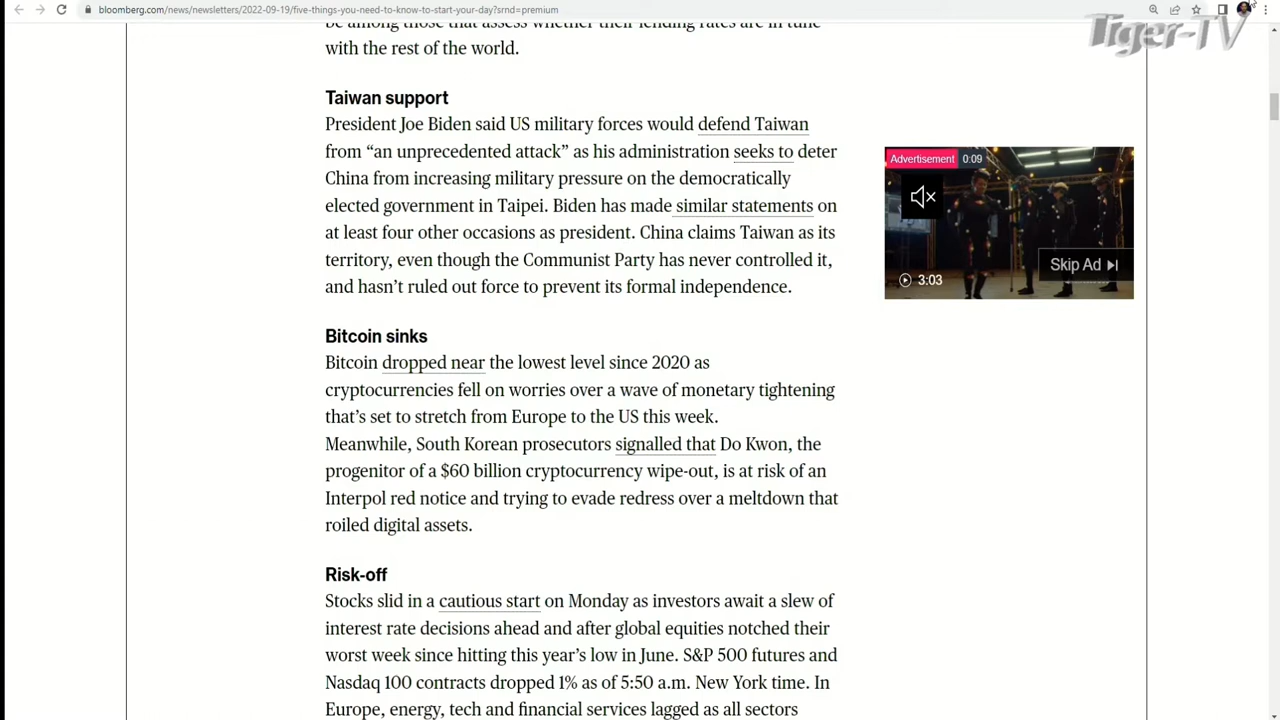 bloomberg.com/news/newsletters/2022-09-19/five-things-you-need-to-know-to-start-your-day?srnd=premium
Tiger-TV
be among those that assess whether their lending rates are in tune
with the rest of the world.
Taiwan support
President Joe Biden said US military forces would defend Taiwan
from “an unprecedented attack” as his administration seeks to deter
China from increasing military pressure on the democratically
elected government in Taipei. Biden has made similar statements on
at least four other occasions as president. China claims Taiwan as its
territory, even though the Communist Party has never controlled it,
and hasn’t ruled out force to prevent its formal independence.
Advertisement 0:09
Skip Ad
3:03
Bitcoin sinks
Bitcoin dropped near the lowest level since 2020 as
cryptocurrencies fell on worries over a wave of monetary tightening
that’s set to stretch from Europe to the US this week.
Meanwhile, South Korean prosecutors signalled that Do Kwon, the
progenitor of a $60 billion cryptocurrency wipe-out, is at risk of an
Interpol red notice and trying to evade redress over a meltdown that
roiled digital assets.
Risk-off
Stocks slid in a cautious start on Monday as investors await a slew of
interest rate decisions ahead and after global equities notched their
worst week since hitting this year’s low in June. S&P 500 futures and
Nasdaq 100 contracts dropped 1% as of 5:50 a.m. New York time. In
Europe, energy, tech and financial services lagged as all sectors